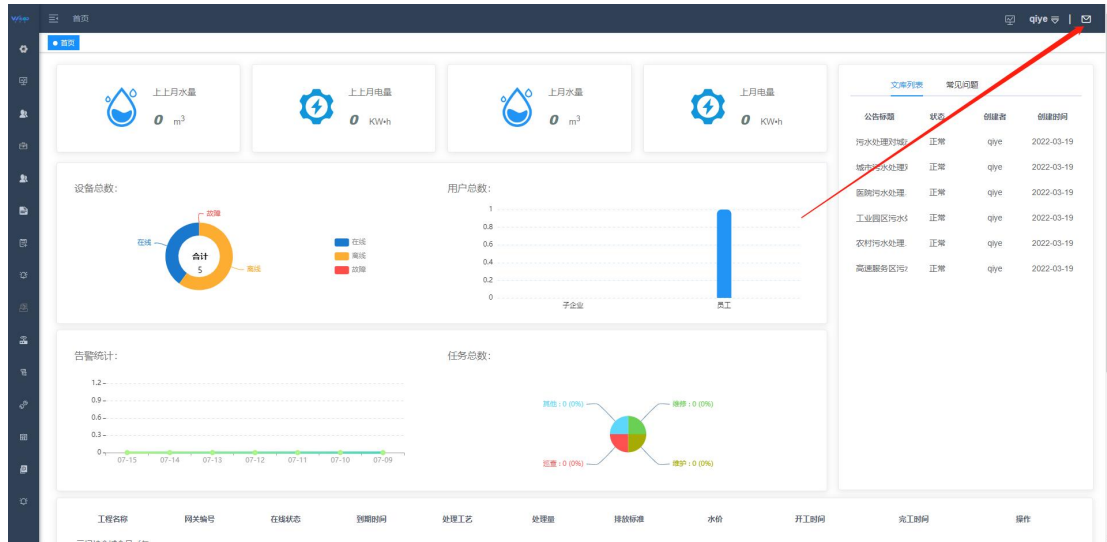 首页
qiye
● 首页
上上月水量
0 m³
上上月电量
0 KW•h
上月水量
0 m³
上月电量
0 KW•h
文库列表 常见问题
公告标题 状态 创建者 创建时间
污水处理对城 正常 qiye 2022-03-19
城市污水处理 正常 qiye 2022-03-19
医院污水处理 正常 qiye 2022-03-19
工业园区污水 正常 qiye 2022-03-19
农村污水处理 正常 qiye 2022-03-19
高速服务区污 正常 qiye 2022-03-19
设备总数：
故障
在线
合计
5
离线
在线
离线
故障
用户总数：
1
0.8
0.6
0.4
0.2
0
子企业 员工
告警统计：
1.2
0.9
0.6
0.3
0
07-15 07-14 07-13 07-12 07-11 07-10 07-09
任务总数：
其他 : 0 (0%) 维修 : 0 (0%)
巡查 : 0 (0%) 维护 : 0 (0%)
工程名称 网关编号 在线状态 到期时间 处理工艺 处理量 排放标准 水价 开工时间 完工时间 操作